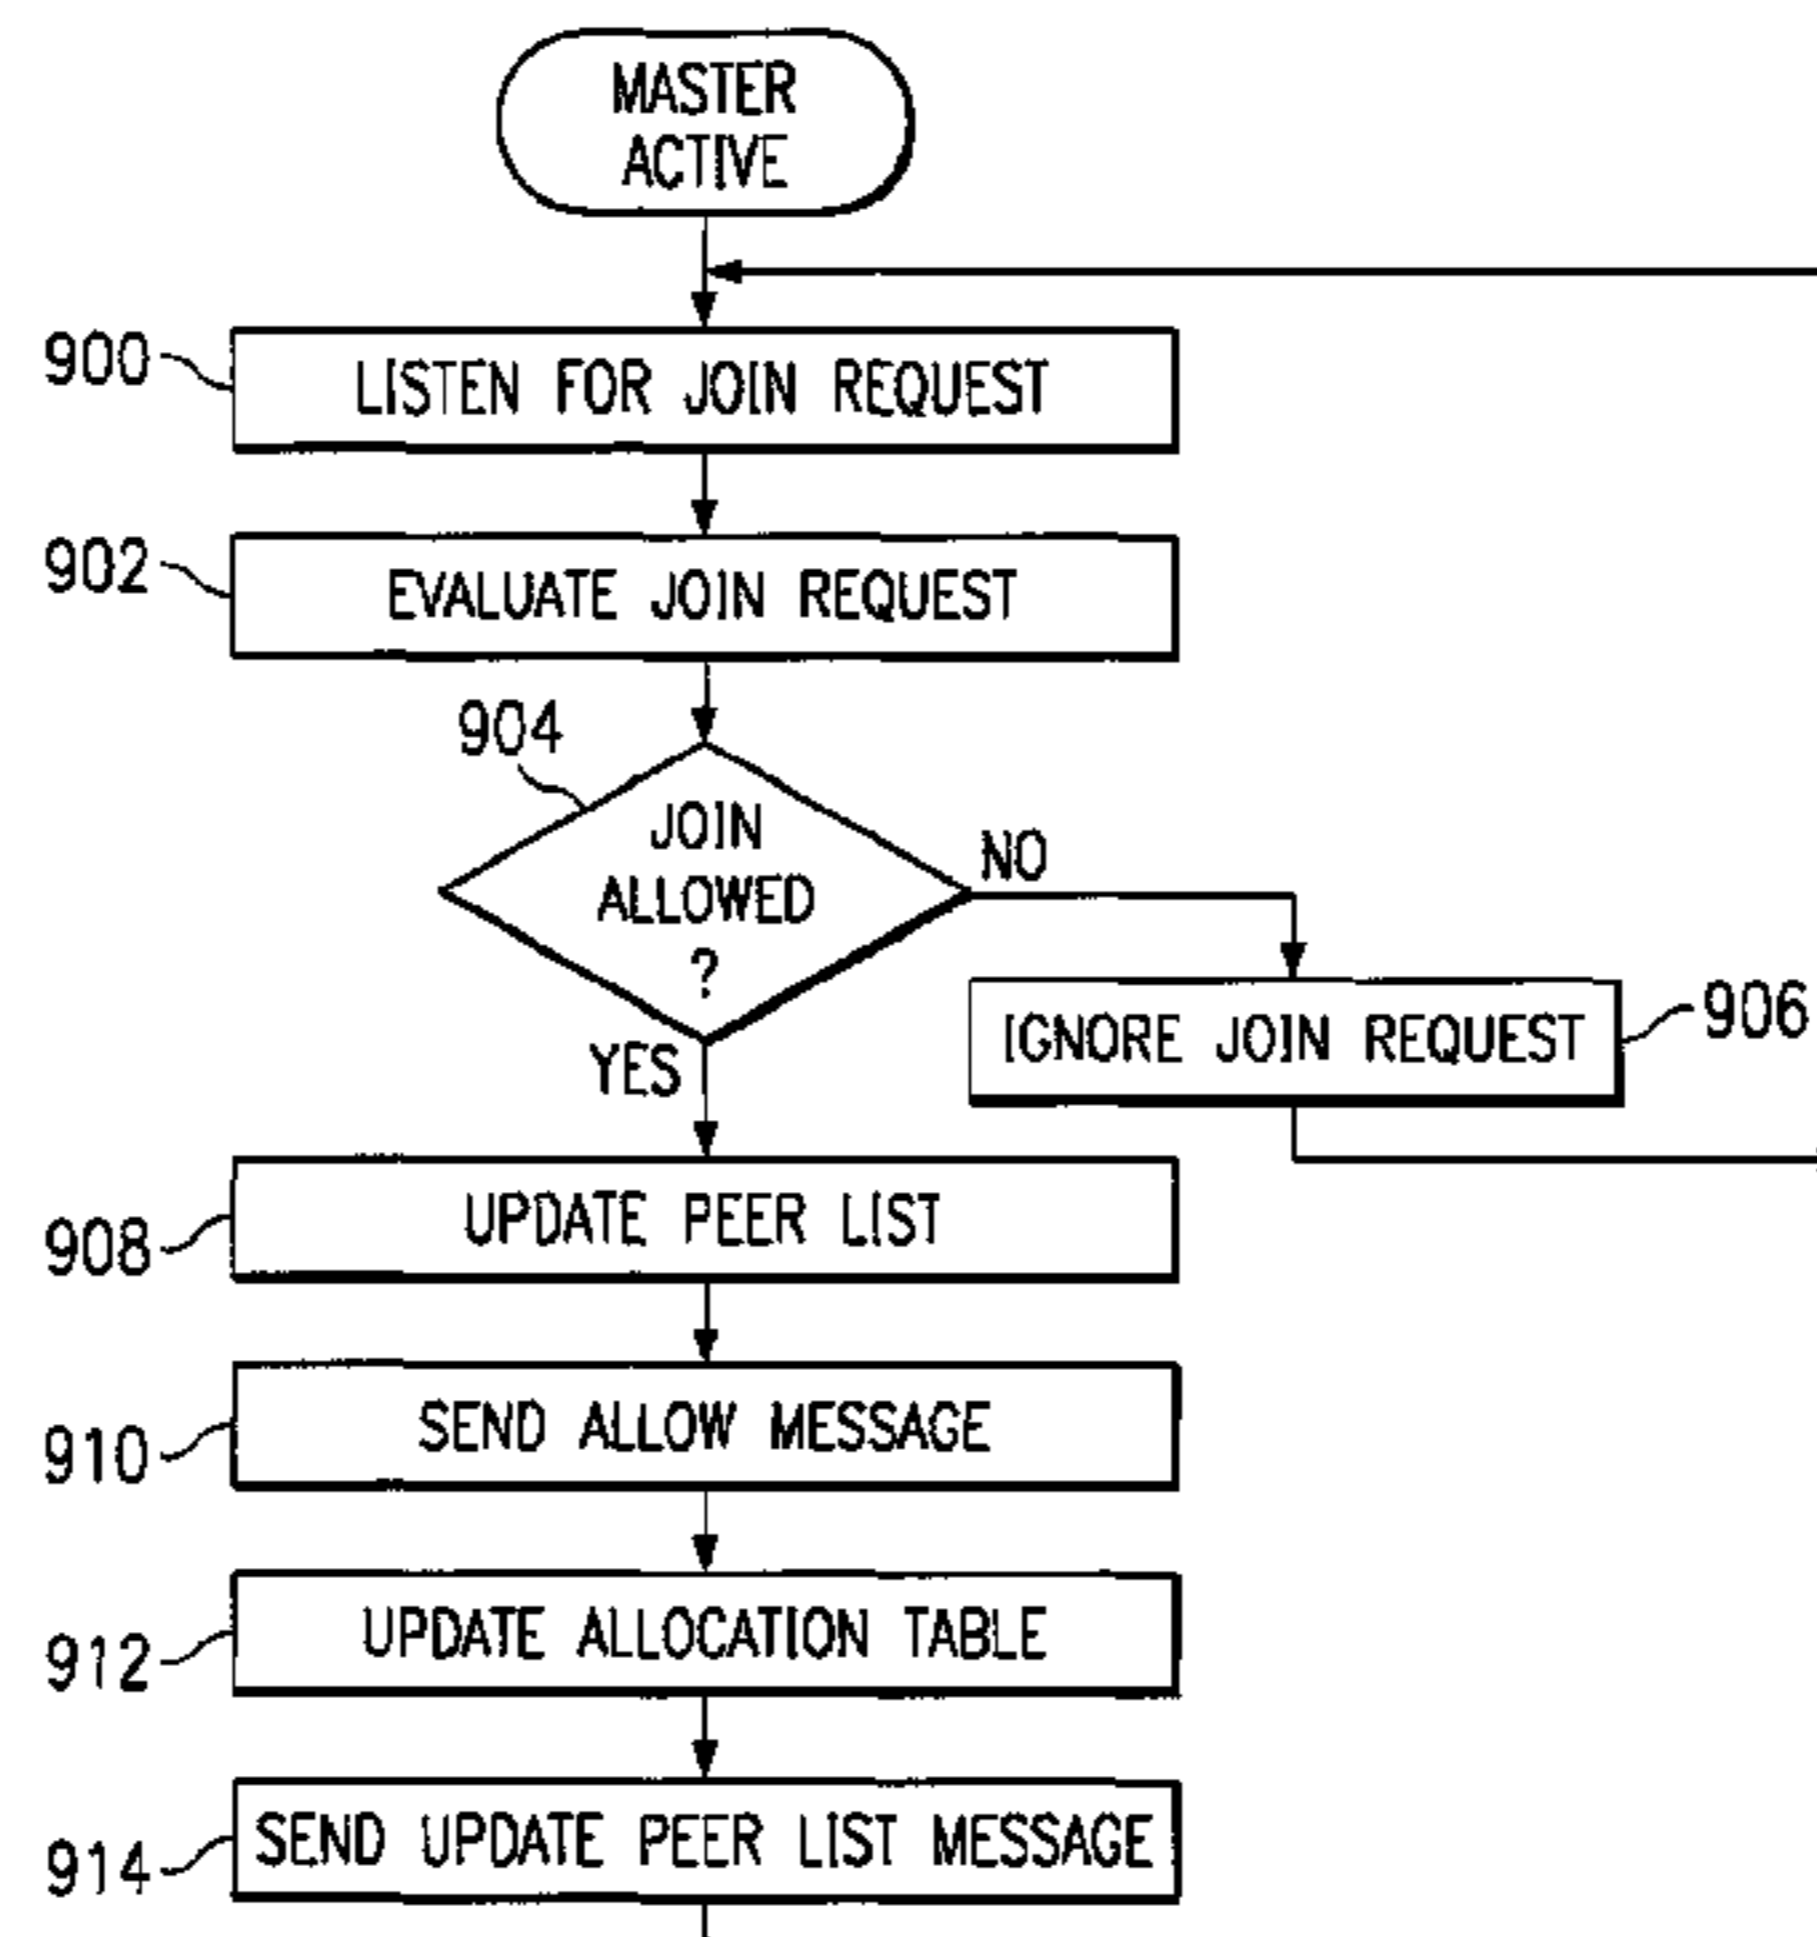 MASTER
ACTIVE
900
LISTEN FOR JOIN REQUEST
902
EVALUATE JOIN REQUEST
904
JOIN
ALLOWED
?
NO
YES
IGNORE JOIN REQUEST
906
908
UPDATE PEER LIST
910
SEND ALLOW MESSAGE
912
UPDATE ALLOCATION TABLE
914
SEND UPDATE PEER LIST MESSAGE